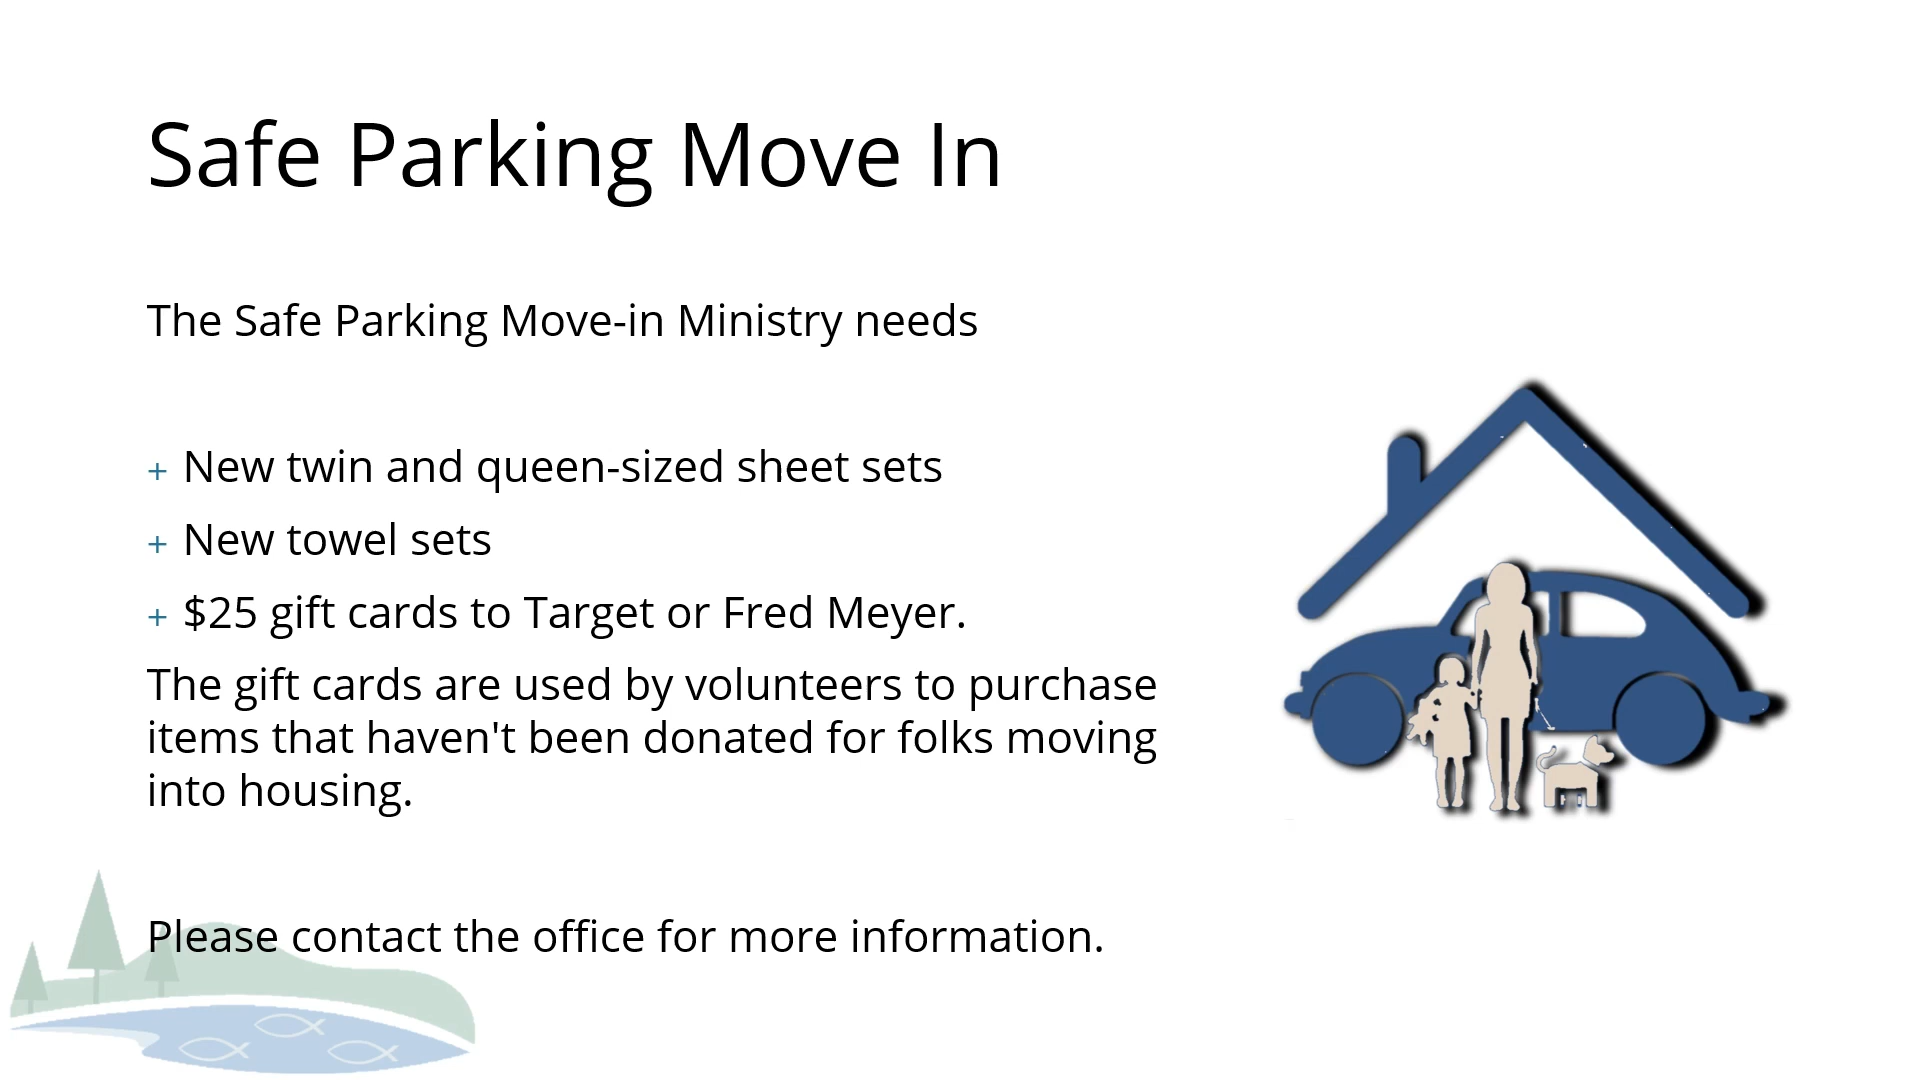 Safe Parking Move In
The Safe Parking Move-in Ministry needs
+ New twin and queen-sized sheet sets
+ New towel sets
+ $25 gift cards to Target or Fred Meyer.
The gift cards are used by volunteers to purchase
items that haven't been donated for folks moving
into housing.
Please contact the office for more information.